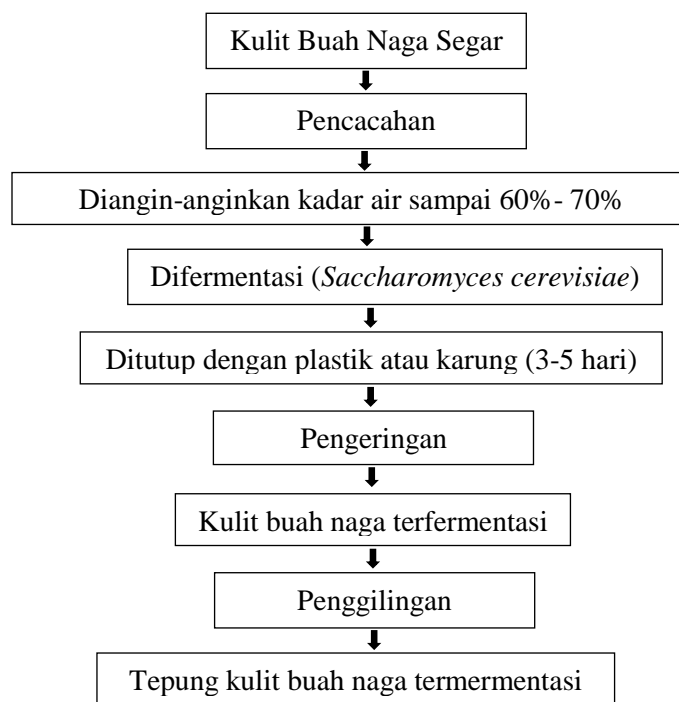 Kulit Buah Naga Segar
Pencacahan
Diangin-anginkan kadar air sampai 60%- 70%
Difermentasi (Saccharomyces cerevisiae)
Ditutup dengan plastik atau karung (3-5 hari)
Pengeringan
Kulit buah naga terfermentasi
Penggilingan
Tepung kulit buah naga termermentasi